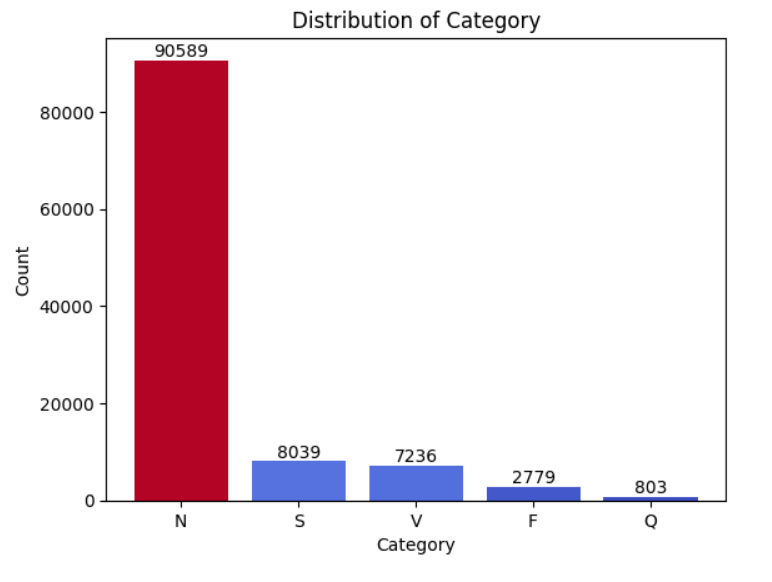 Distribution of Category
90589
80000
60000
40000
20000
0
Count
8039
7236
2779
803
N S V F Q
Category